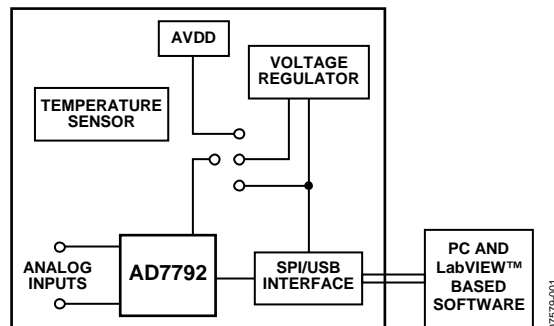 AVDD
VOLTAGE
REGULATOR
TEMPERATURE
SENSOR
ANALOG
INPUTS
AD7792
SPI/USB
INTERFACE
PC AND
LabVIEW™
BASED
SOFTWARE
07579-001